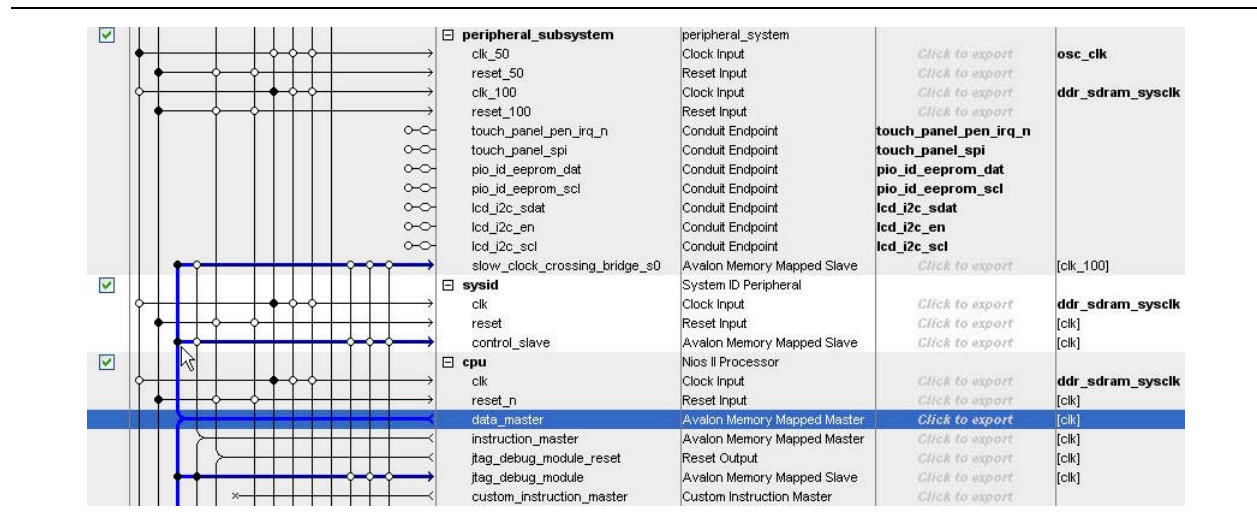 peripheral_subsystem peripheral_system
clk_50 Clock Input Click to export osc_clk
reset_50 Reset Input Click to export
clk_100 Clock Input Click to export ddr_sdram_sysclk
reset_100 Reset Input Click to export
touch_panel_pen_irq_n Conduit Endpoint touch_panel_pen_irq_n
touch_panel_spi Conduit Endpoint touch_panel_spi
pio_id_eeprom_dat Conduit Endpoint pio_id_eeprom_dat
pio_id_eeprom_scl Conduit Endpoint pio_id_eeprom_scl
lcd_i2c_sdat Conduit Endpoint lcd_i2c_sdat
lcd_i2c_en Conduit Endpoint lcd_i2c_en
lcd_i2c_scl Conduit Endpoint lcd_i2c_scl
slow_clock_crossing_bridge_s0 Avalon Memory Mapped Slave Click to export [clk_100]
sysid System ID Peripheral
clk Clock Input Click to export ddr_sdram_sysclk
reset Reset Input Click to export [clk]
control_slave Avalon Memory Mapped Slave Click to export [clk]
cpu Nios II Processor
clk Clock Input Click to export ddr_sdram_sysclk
reset_n Reset Input Click to export [clk]
data_master Avalon Memory Mapped Master Click to export [clk]
instruction_master Avalon Memory Mapped Master Click to export [clk]
jtag_debug_module_reset Reset Output Click to export [clk]
jtag_debug_module Avalon Memory Mapped Slave Click to export [clk]
custom_instruction_master Custom Instruction Master Click to export